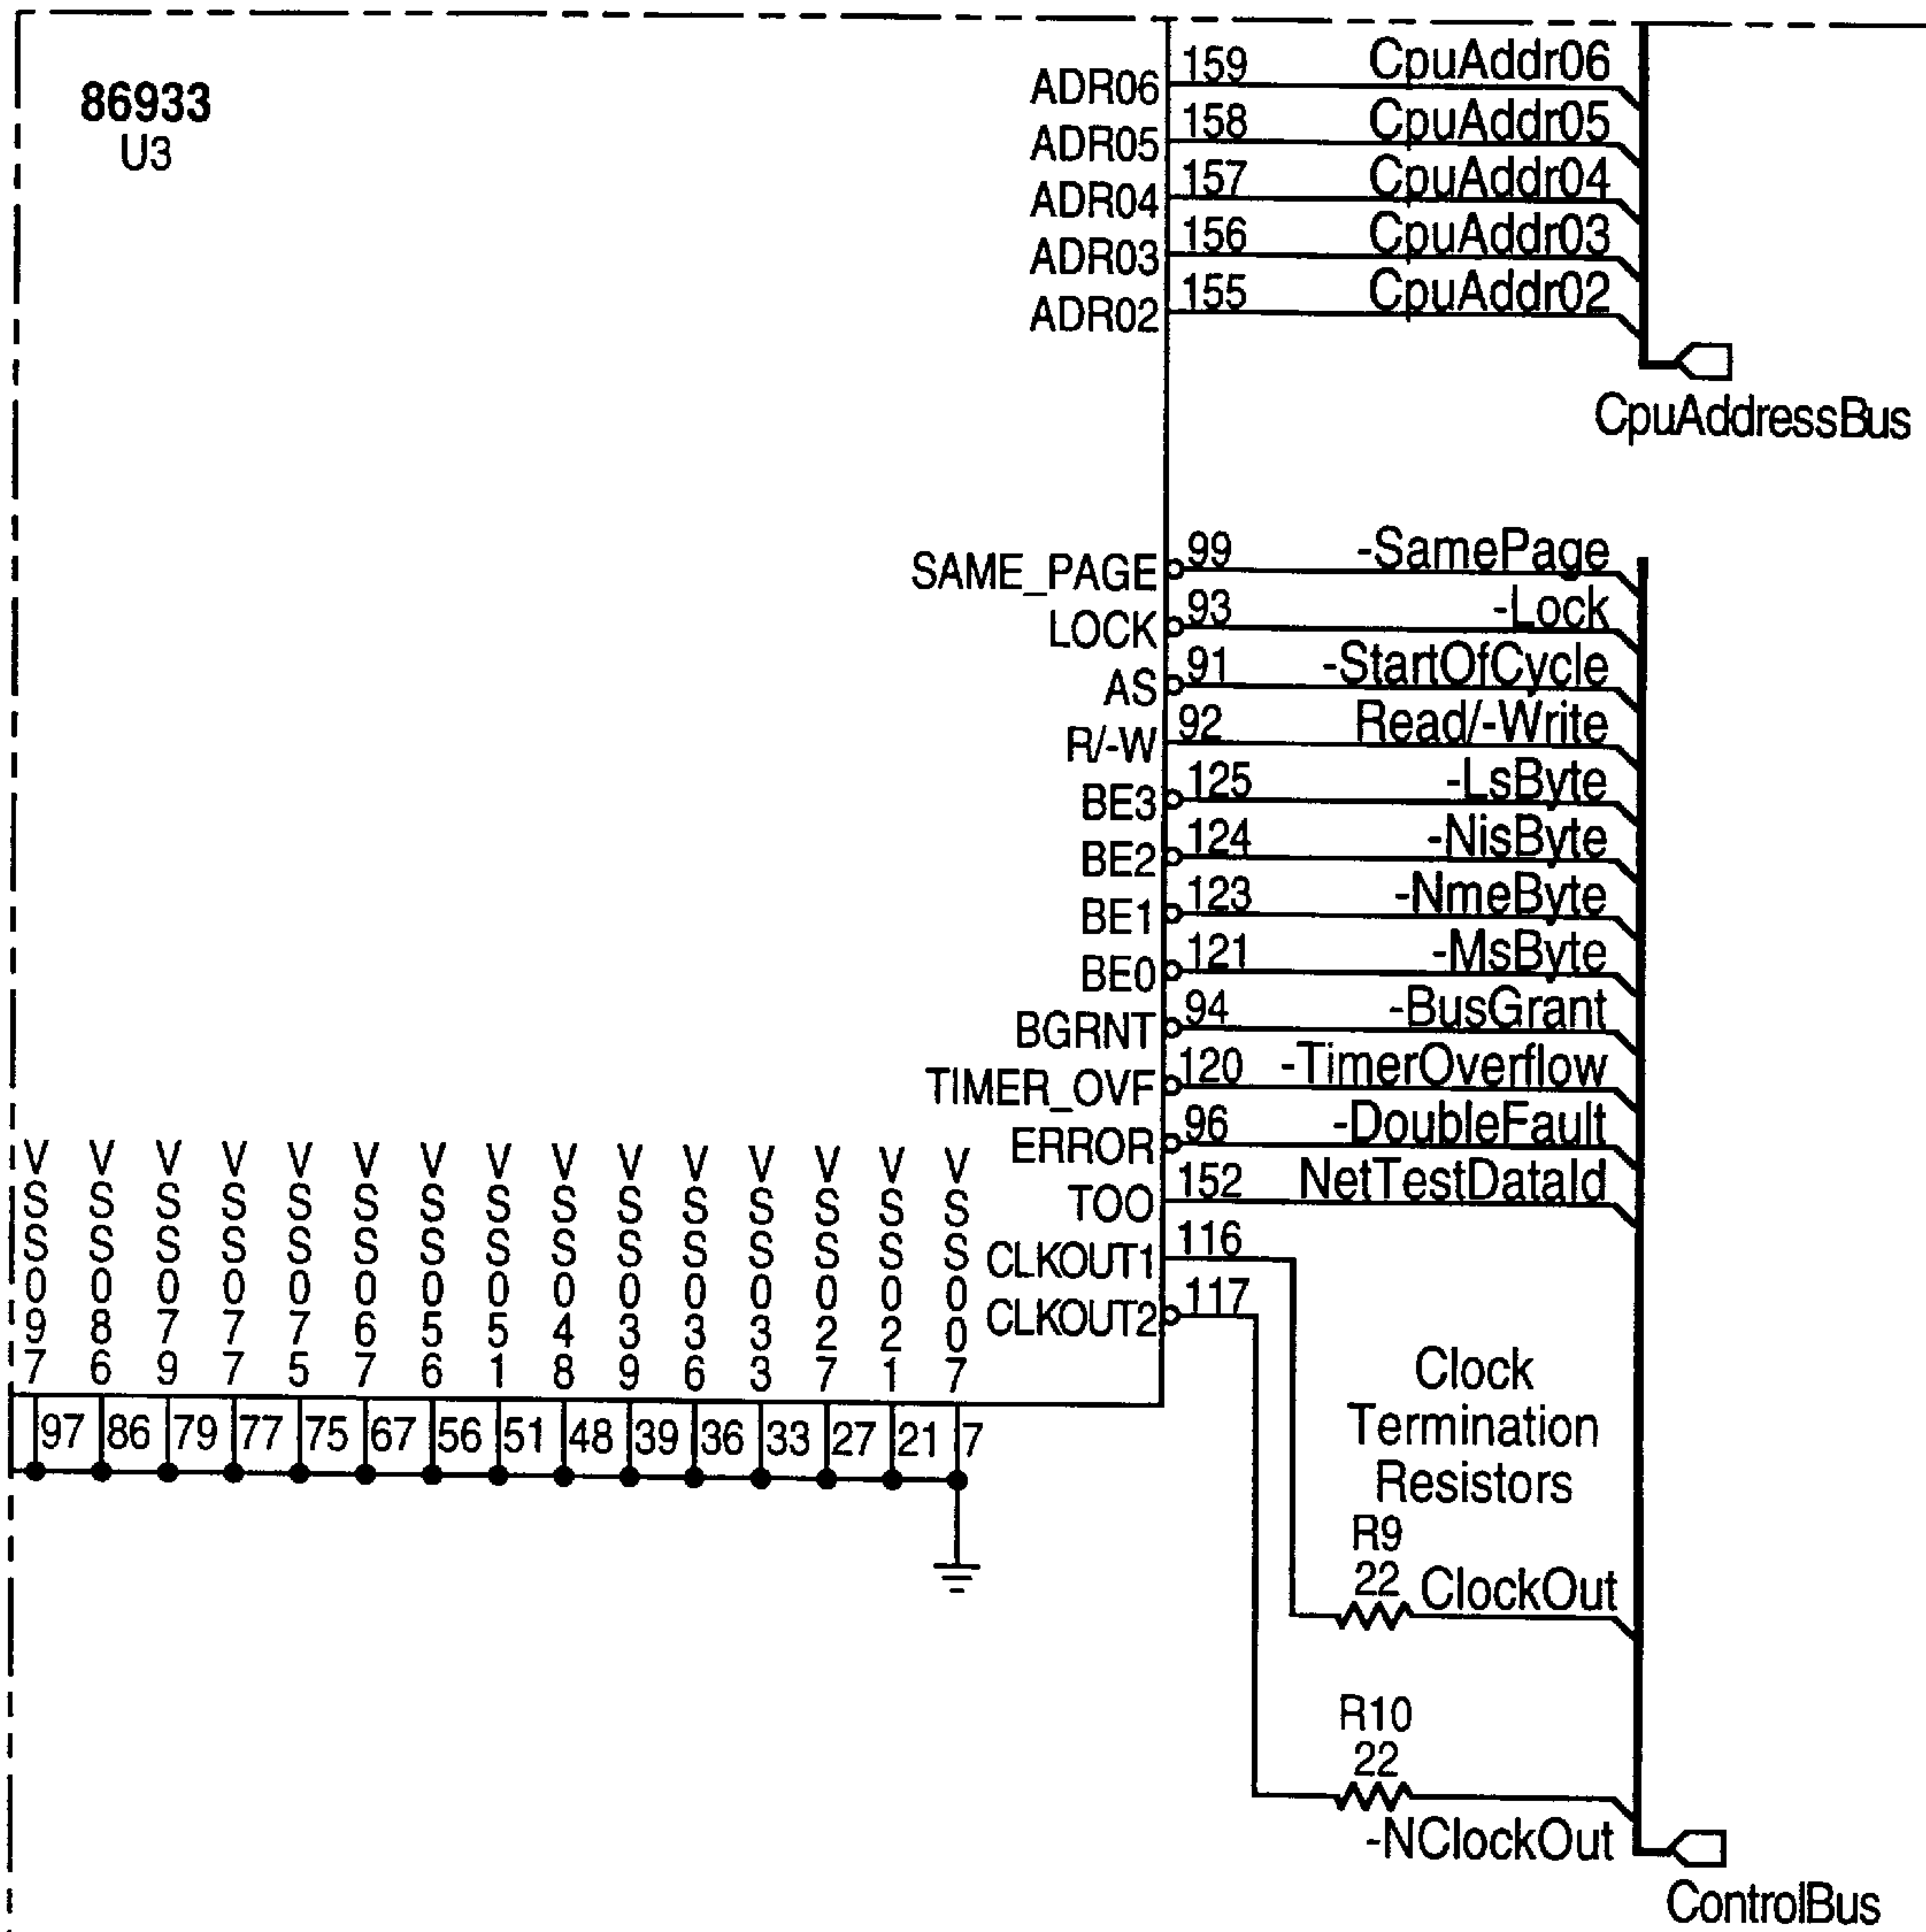 86933
U3
ADR06 159 CpuAddr06
ADR05 158 CpuAddr05
ADR04 157 CpuAddr04
ADR03 156 CpuAddr03
ADR02 155 CpuAddr02
CpuAddressBus
SAME_PAGE 99 -SamePage
LOCK 93 -Lock
AS 91 -StartOfCycle
R/-W 92 Read/-Write
BE3 125 -LsByte
BE2 124 -NisByte
BE1 123 -NmeByte
BE0 121 -MsByte
BGRNT 94 -BusGrant
TIMER_OVF 120 -TimerOverflow
ERROR 96 -DoubleFault
TOO 152 NetTestDataId
CLKOUT1 116
CLKOUT2 117
VSS097 VSS086 VSS079 VSS077 VSS075 VSS067 VSS056 VSS051 VSS048 VSS039 VSS036 VSS033 VSS027 VSS021 VSS007
97 86 79 77 75 67 56 51 48 39 36 33 27 21 7
Clock
Termination
Resistors
R9
22 ClockOut
R10
22
-NClockOut
ControlBus